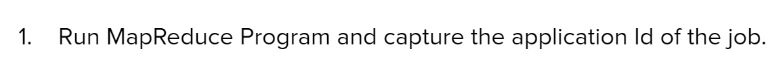 1. Run MapReduce Program and capture the application Id of the job.